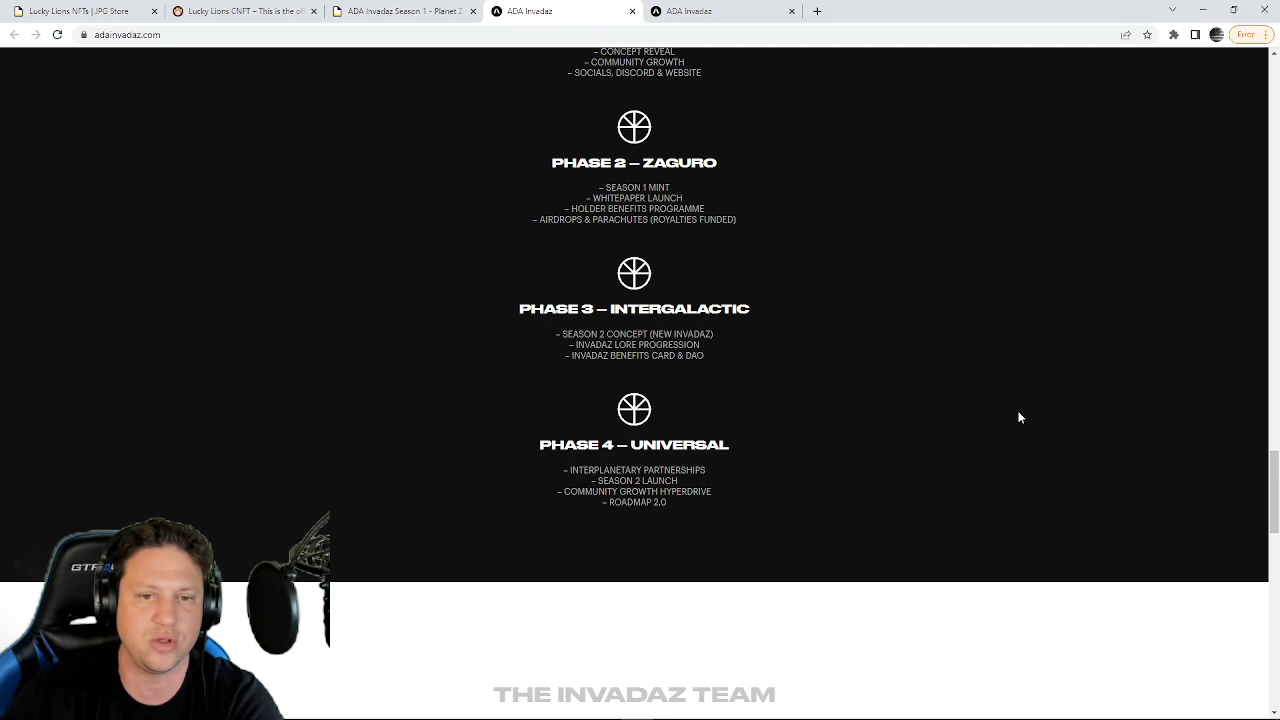 Lucky Lions NFTs | JPG Store
Lucky Lions CNFT – This is the of
ADA Invadaz Season 1 - Planet Z
ADA Invadaz
ADA Invadaz
adainvadaz.com
Error
– CONCEPT REVEAL
– COMMUNITY GROWTH
– SOCIALS, DISCORD & WEBSITE
PHASE 2 – ZAGURO
– SEASON 1 MINT
– WHITEPAPER LAUNCH
– HOLDER BENEFITS PROGRAMME
– AIRDROPS & PARACHUTES (ROYALTIES FUNDED)
PHASE 3 – INTERGALACTIC
– SEASON 2 CONCEPT (NEW INVADAZ)
– INVADAZ LORE PROGRESSION
– INVADAZ BENEFITS CARD & DAO
PHASE 4 – UNIVERSAL
– INTERPLANETARY PARTNERSHIPS
– SEASON 2 LAUNCH
– COMMUNITY GROWTH HYPERDRIVE
– ROADMAP 2.0
THE INVADAZ TEAM